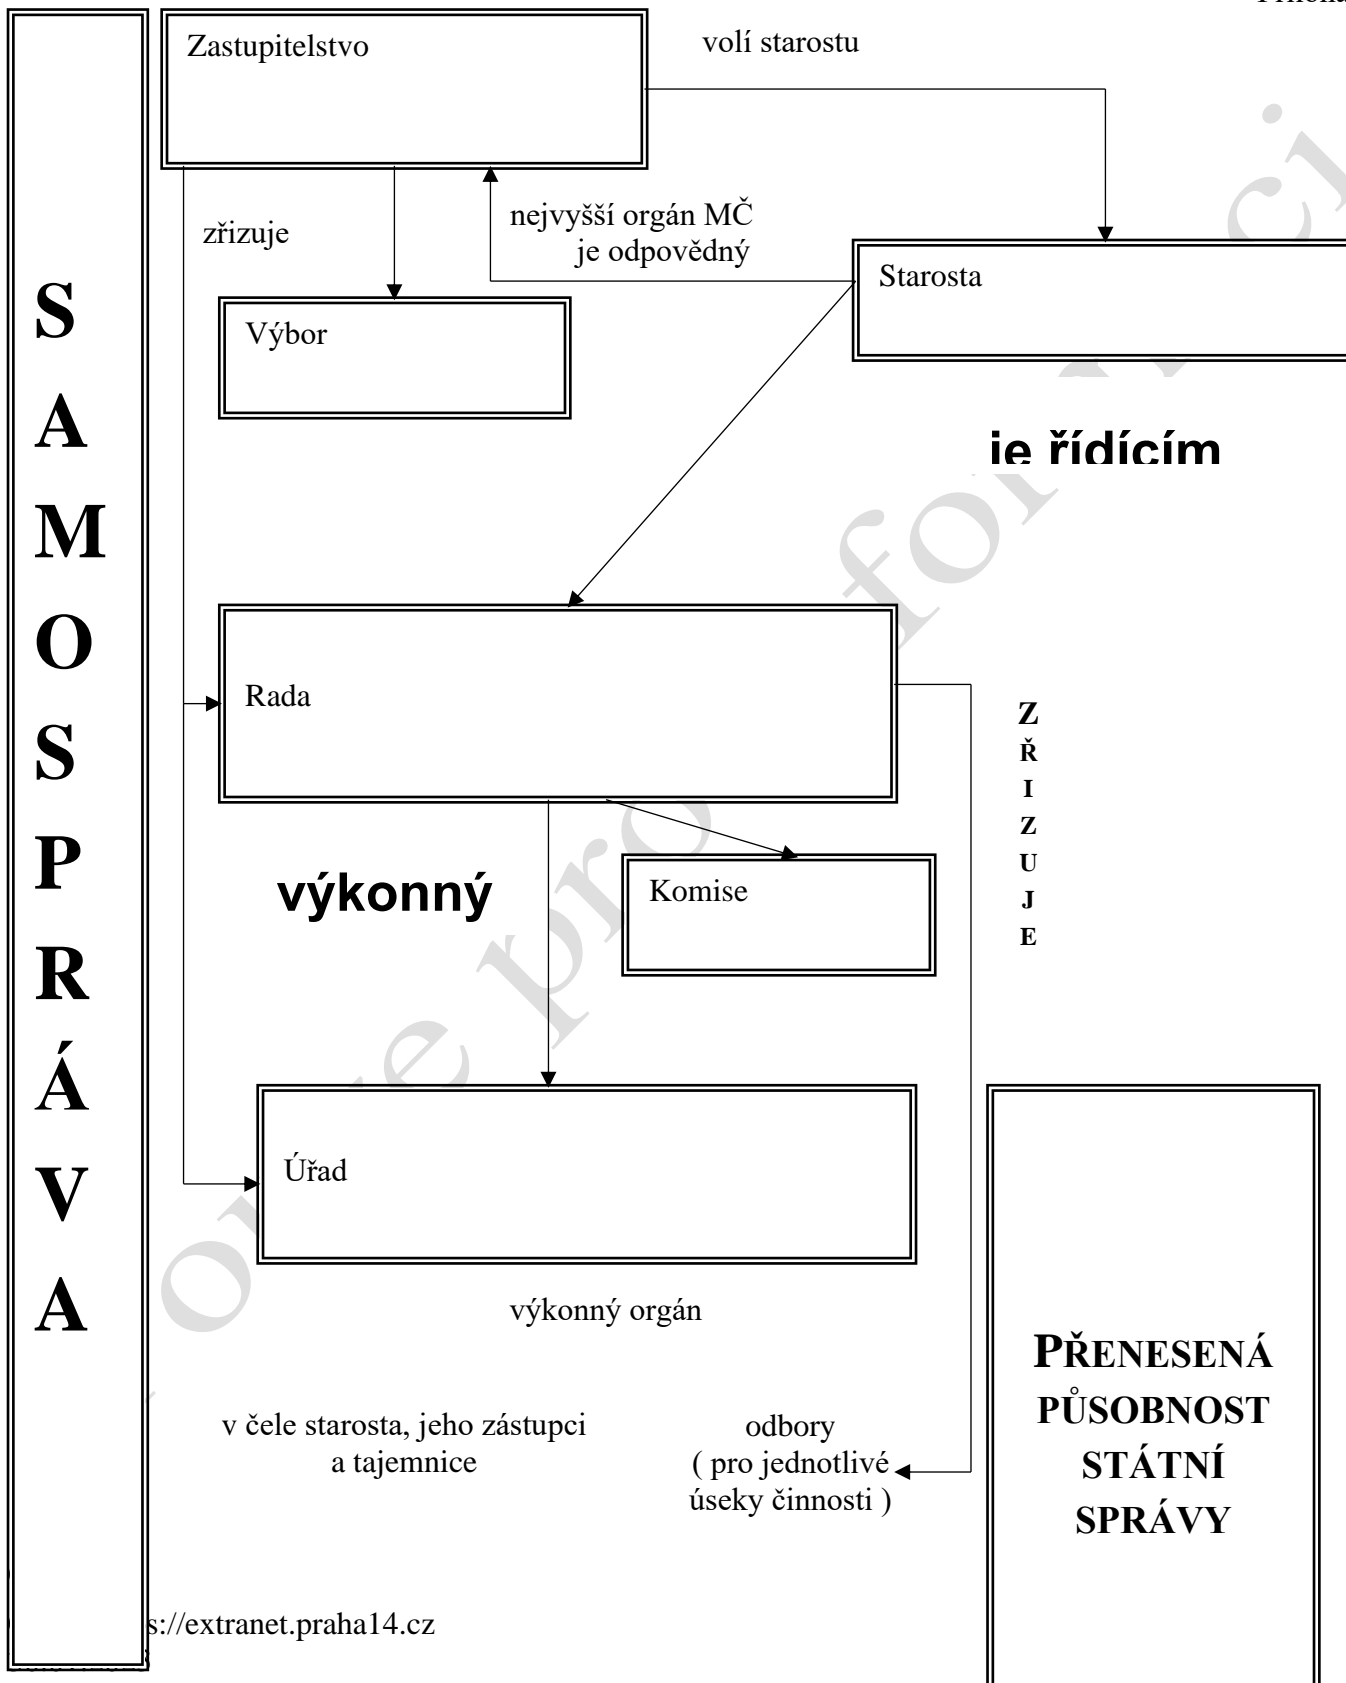 Zastupitelstvo
volí starostu
zřizuje
nejvyšší orgán MČ
je odpovědný
Starosta
Výbor
je řídícím
Rada
Z
Ř
I
Z
U
J
E
výkonný
Komise
Úřad
výkonný orgán
v čele starosta, jeho zástupci
a tajemnice
odbory
( pro jednotlivé
úseky činnosti )
S
A
M
O
S
P
R
Á
V
A
PŘENESENÁ
PŮSOBNOST
STÁTNÍ
SPRÁVY
s://extranet.praha14.cz